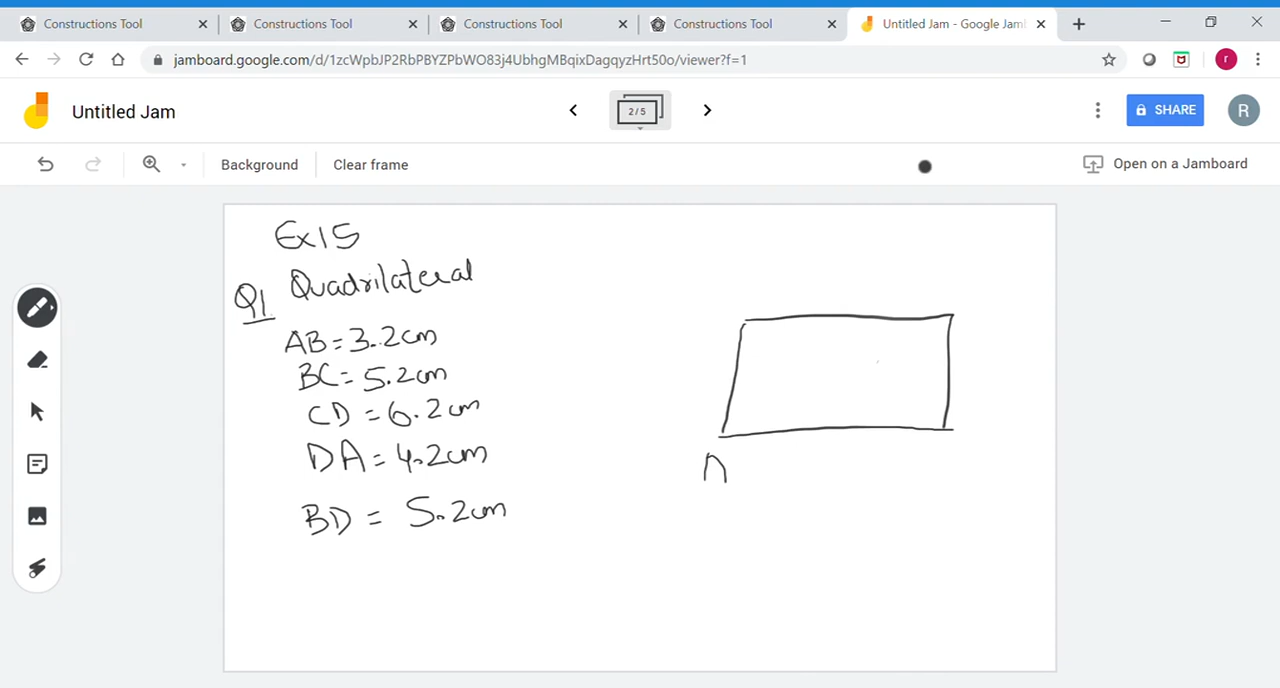 Constructions Tool
Constructions Tool
Constructions Tool
Constructions Tool
Untitled Jam - Google Jam
jamboard.google.com/d/1zcWpbJP2RbPBYZPbWO83j4UbhgMBqixDagqyzHrt50o/viewer?f=1
r
Untitled Jam
2/5
SHARE
R
Background
Clear frame
Open on a Jamboard
Ex15
Q1 Quadrilateral
AB=3.2cm
BC=5.2cm
CD=6.2cm
DA=4.2cm
BD= 5.2cm